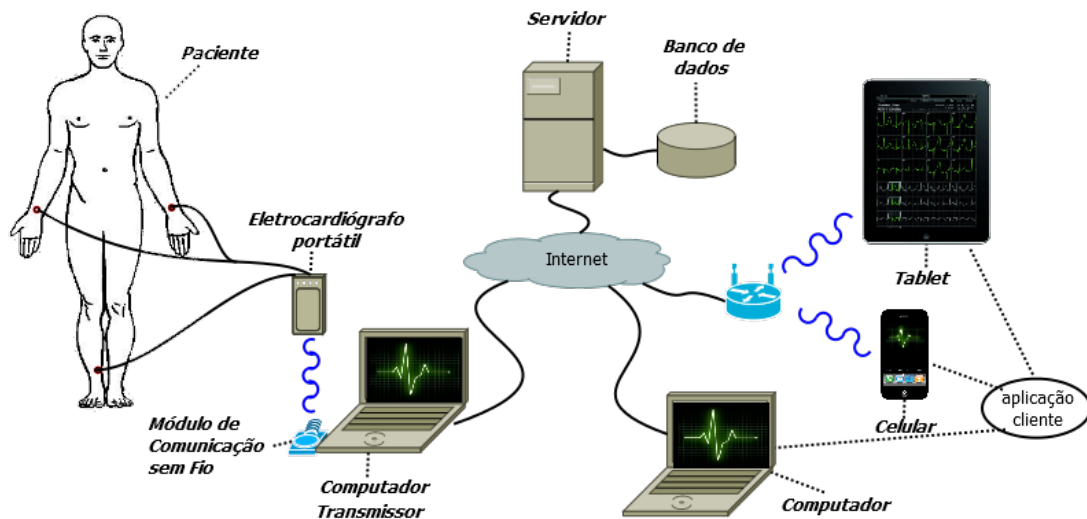 Servidor
Paciente
Banco de
dados
Eletrocardiógrafo
portátil
Internet
Tablet
aplicação
cliente
Celular
Módulo de
Comunicação
sem Fio
Computador
Transmissor
Computador